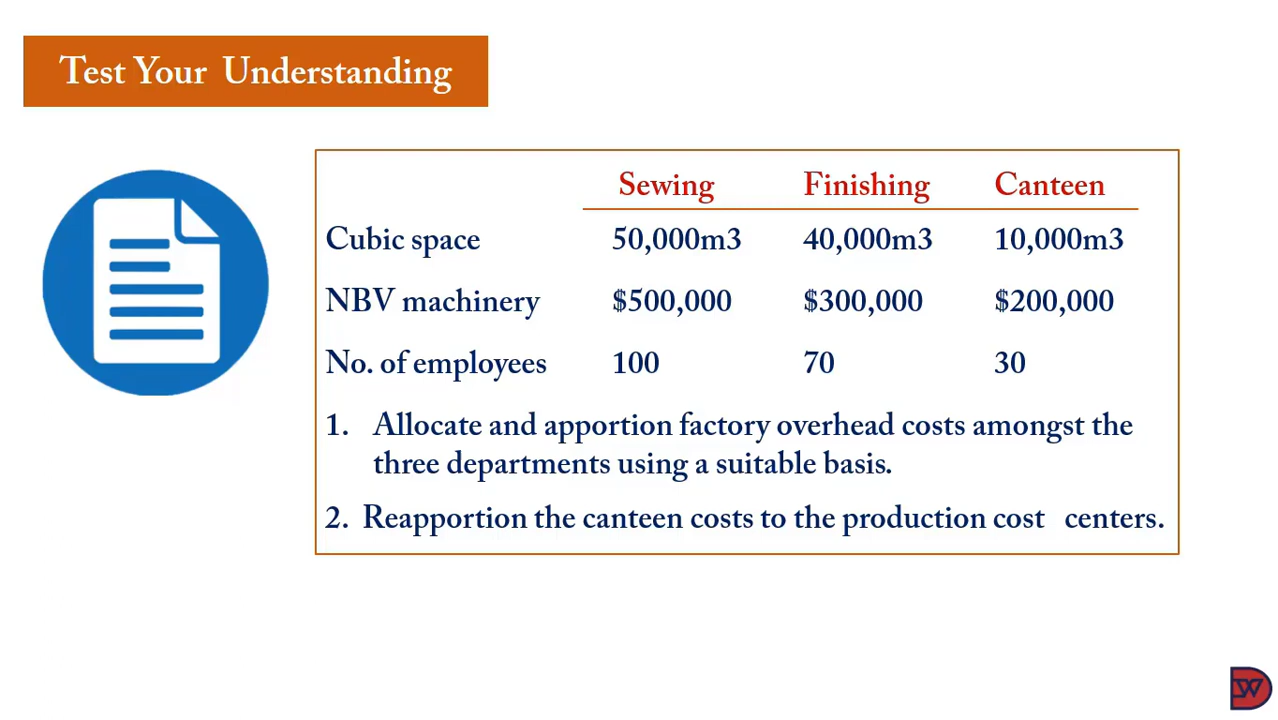 Test Your Understanding
Sewing Finishing Canteen
Cubic space 50,000m3 40,000m3 10,000m3
NBV machinery $500,000 $300,000 $200,000
No. of employees 100 70 30
1. Allocate and apportion factory overhead costs amongst the
three departments using a suitable basis.
2. Reapportion the canteen costs to the production cost centers.
DW